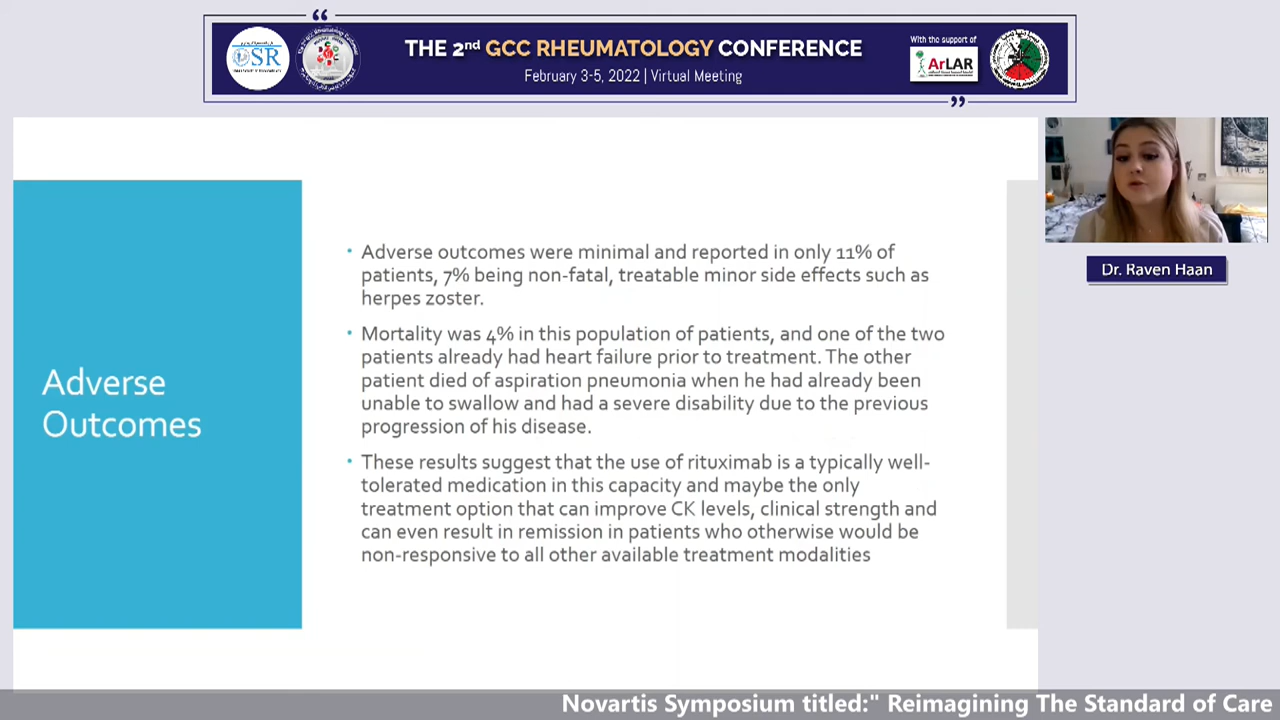 “
THE 2nd GCC RHEUMATOLOGY CONFERENCE
February 3-5, 2022 | Virtual Meeting
With the support of
OSR
ArLAR
”
Dr. Raven Haan
Adverse
Outcomes
• Adverse outcomes were minimal and reported in only 11% of
patients, 7% being non-fatal, treatable minor side effects such as
herpes zoster.
• Mortality was 4% in this population of patients, and one of the two
patients already had heart failure prior to treatment. The other
patient died of aspiration pneumonia when he had already been
unable to swallow and had a severe disability due to the previous
progression of his disease.
• These results suggest that the use of rituximab is a typically well-
tolerated medication in this capacity and maybe the only
treatment option that can improve CK levels, clinical strength and
can even result in remission in patients who otherwise would be
non-responsive to all other available treatment modalities
Novartis Symposium titled:" Reimagining The Standard of Care